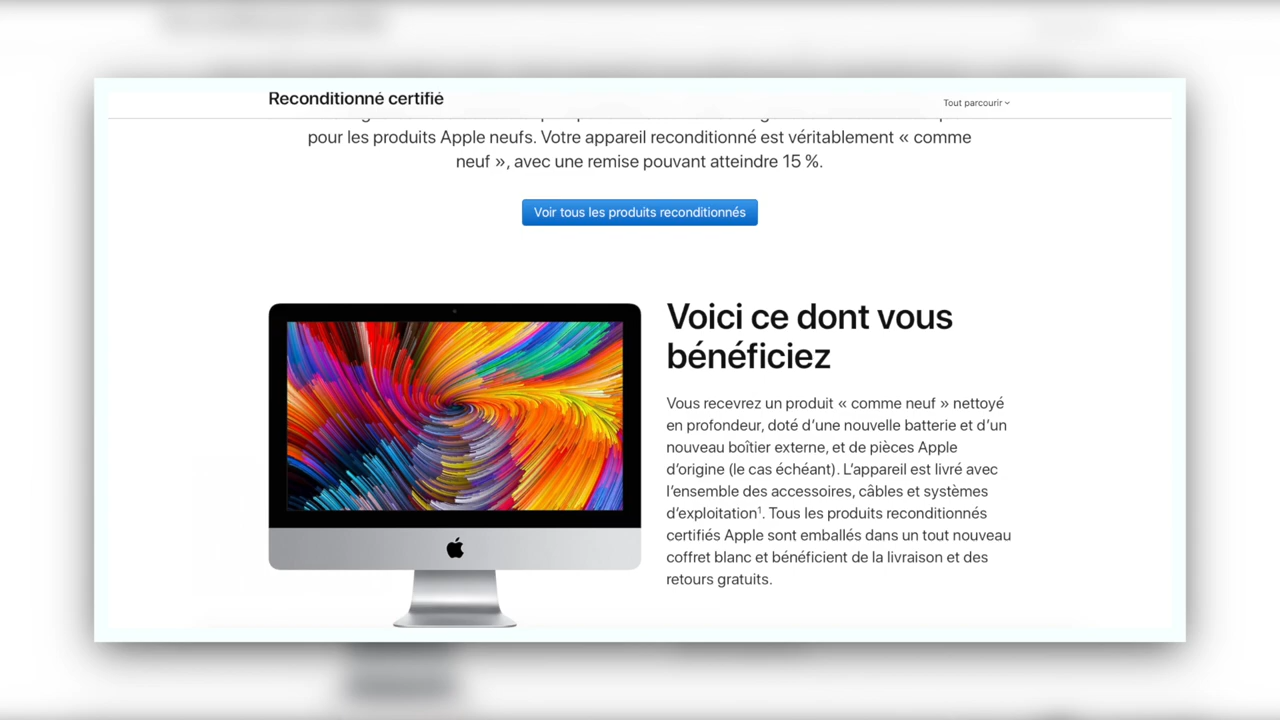 Reconditionné certifié
Tout parcourir
pour les produits Apple neufs. Votre appareil reconditionné est véritablement « comme
neuf », avec une remise pouvant atteindre 15 %.
Voir tous les produits reconditionnés
Voici ce dont vous
bénéficiez
Vous recevrez un produit « comme neuf » nettoyé
en profondeur, doté d’une nouvelle batterie et d’un
nouveau boîtier externe, et de pièces Apple
d’origine (le cas échéant). L’appareil est livré avec
l’ensemble des accessoires, câbles et systèmes
d’exploitation¹. Tous les produits reconditionnés
certifiés Apple sont emballés dans un tout nouveau
coffret blanc et bénéficient de la livraison et des
retours gratuits.